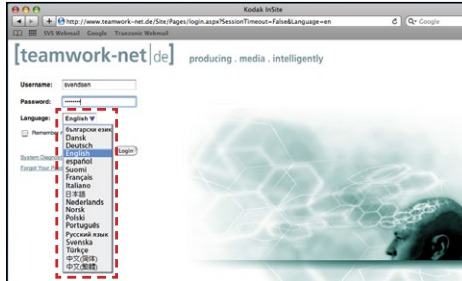 Kodak InSite
http://www.teamwork-net.de/Site/Pages/login.aspx?SessionTimeout=False&Language=en
Google
SVS Webmail Google Tranzonic Webmail
[teamwork-net|de] producing . media . intelligently
Username: svendsen
Password: ••••••••
Language: English
Remember
български език
Dansk
Deutsch
English
Login
System Diagno
español
Forgot Your Pas
Suomi
Français
Italiano
日本語
Nederlands
Norsk
Polski
Português
Русский язык
Svenska
Türkçe
中文(简体)
中文(繁體)